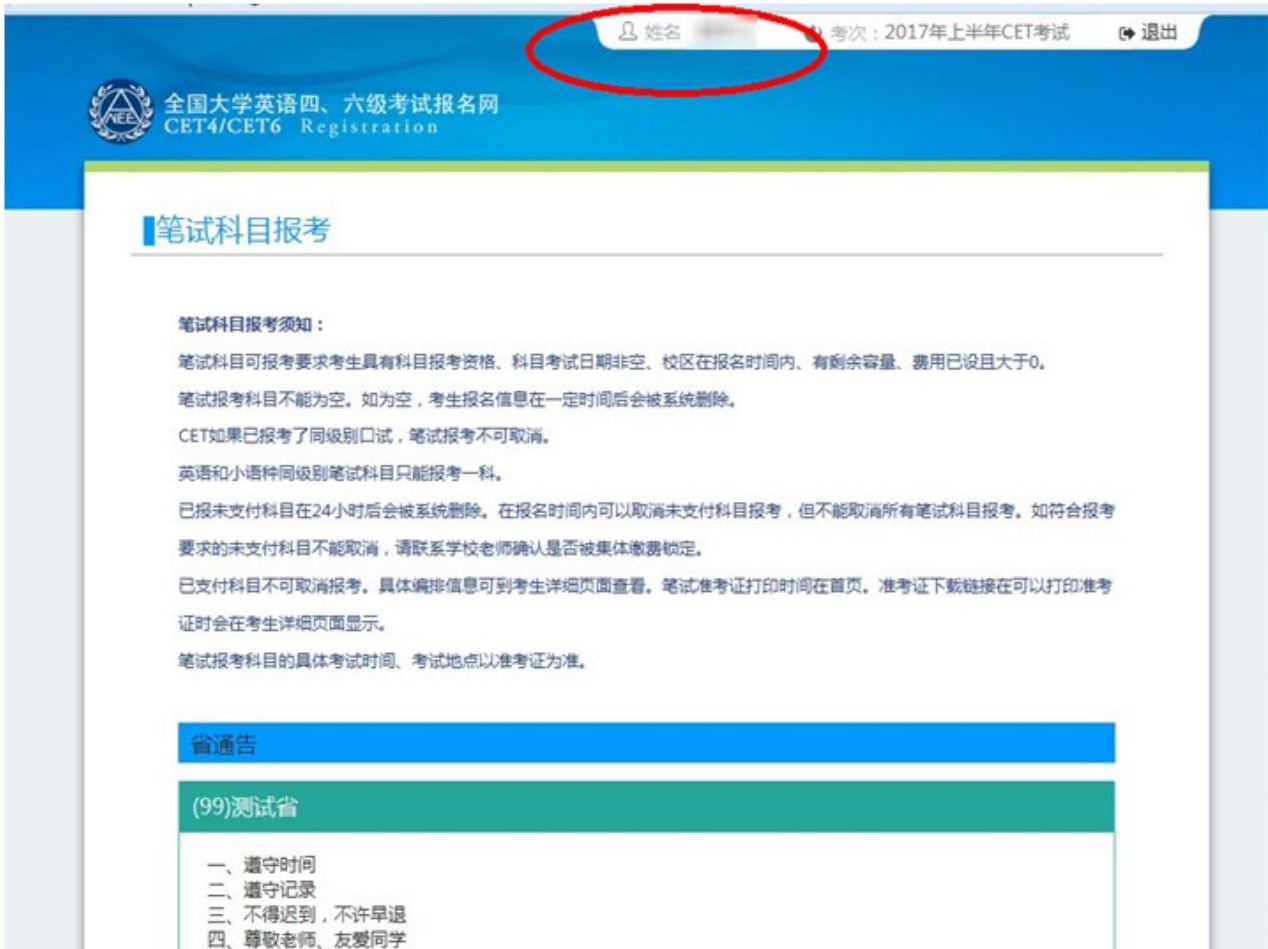 姓名 考次：2017年上半年CET考试 退出
全国大学英语四、六级考试报名网
CET4/CET6 Registration
NEEA
笔试科目报考
笔试科目报考须知：
笔试科目可报考要求考生具有科目报考资格、科目考试日期非空、校区在报名时间内、有剩余容量、费用已设且大于0。
笔试报考科目不能为空。如为空，考生报名信息在一定时间后会被系统删除。
CET如果已报考了同级别口试，笔试报考不可取消。
英语和小语种同级别笔试科目只能报考一科。
已报未支付科目在24小时后会被系统删除。在报名时间内可以取消未支付科目报考，但不能取消所有笔试科目报考。如符合报考
要求的未支付科目不能取消，请联系学校老师确认是否被集体缴费锁定。
已支付科目不可取消报考。具体编排信息可到考生详细页面查看。笔试准考证打印时间在首页。准考证下载链接在可以打印准考
证时会在考生详细页面显示。
笔试报考科目的具体考试时间、考试地点以准考证为准。
省通告
(99)测试省
一、遵守时间
二、遵守记录
三、不得迟到，不许早退
四、尊敬老师、友爱同学